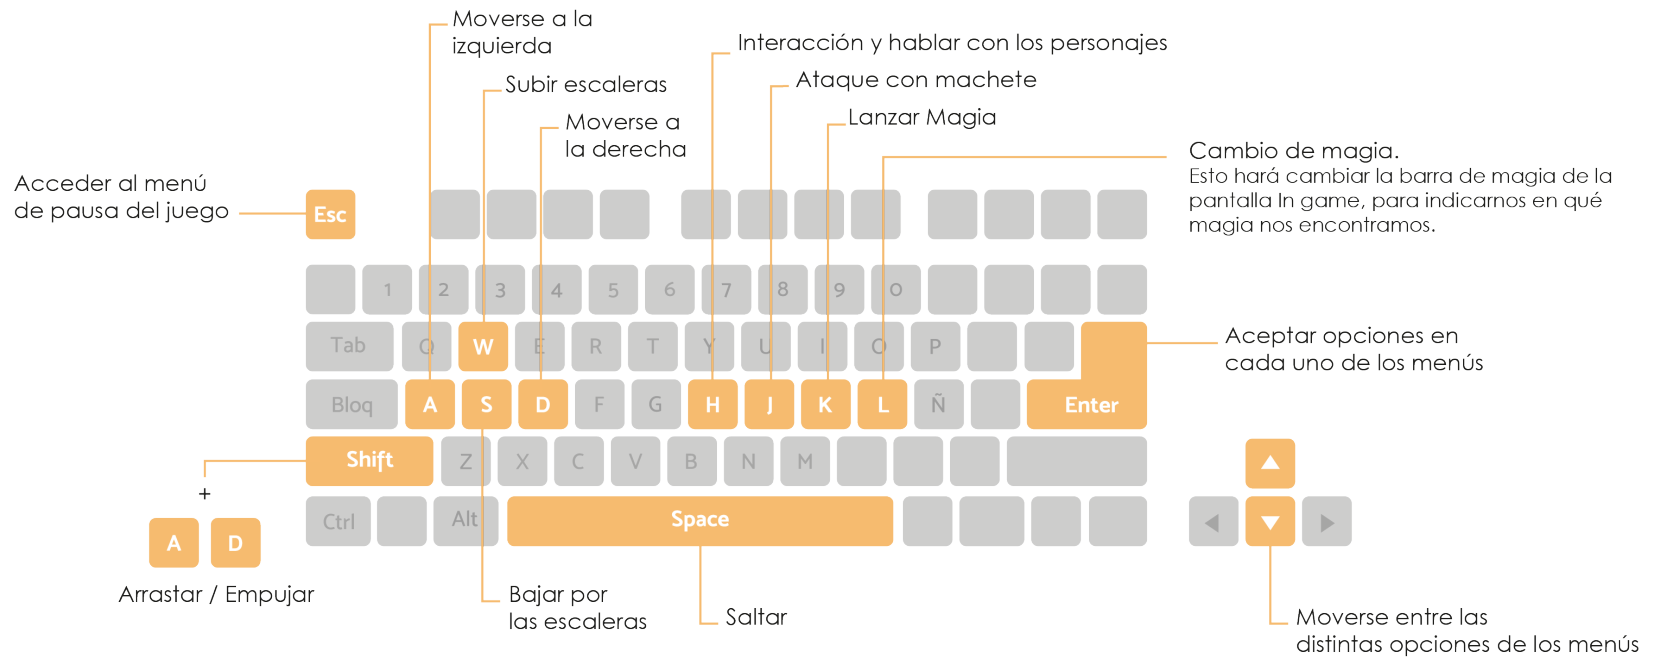 Moverse a la
izquierda
Interacción y hablar con los personajes
Subir escaleras
Ataque con machete
Moverse a
la derecha
Lanzar Magia
Cambio de magia.
Esto hará cambiar la barra de magia de la
pantalla In game, para indicarnos en qué
magia nos encontramos.
Acceder al menú
de pausa del juego
Esc
1 2 3 4 5 6 7 8 9 0
Tab Q W E R T Y U I O P
Aceptar opciones en
cada uno de los menús
Bloq A S D F G H J K L Ñ Enter
Shift Z X C V B N M
+
Ctrl Alt Space
A D
Arrastar / Empujar
Bajar por
las escaleras
Saltar
Moverse entre las
distintas opciones de los menús